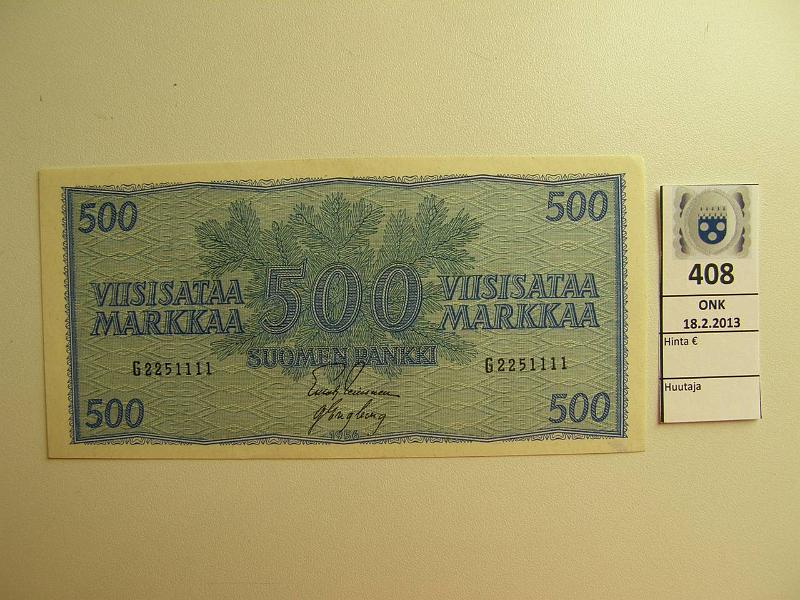 500
500
VIISISATAA
MARKKAA
500
VIISISATAA
MARKKAA
SUOMEN PANKKI
G2251111
G2251111
500
500
1956
408
ONK
18.2.2013
Hinta €
Huutaja